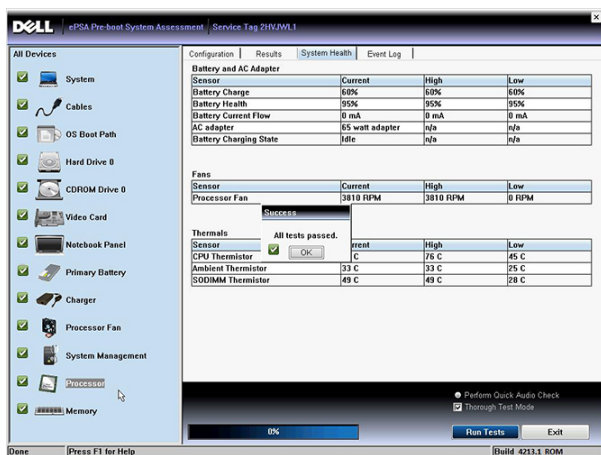 DELL ePSA Pre-boot System Assessment Service Tag 2HVJWL1
All Devices
System
Cables
OS Boot Path
Hard Drive 0
CDROM Drive 0
Video Card
Notebook Panel
Primary Battery
Charger
Processor Fan
System Management
Processor
Memory
Configuration Results System Health Event Log
Battery and AC Adapter
Sensor Current High Low
Battery Charge 60% 60% 60%
Battery Health 95% 95% 95%
Battery Current Flow 0 mA 0 mA 0 mA
AC adapter 65 watt adapter n/a n/a
Battery Charging State Idle n/a n/a
Fans
Sensor Current High Low
Processor Fan 3810 RPM 3810 RPM 0 RPM
Success
All tests passed.
OK
Thermals
Sensor rrent High Low
CPU Thermistor C 76 C 45 C
Ambient Thermistor 33 C 33 C 25 C
SODIMM Thermistor 49 C 49 C 28 C
Perform Quick Audio Check
Thorough Test Mode
0% Run Tests Exit
Done Press F1 for Help Build 4213.1 ROM